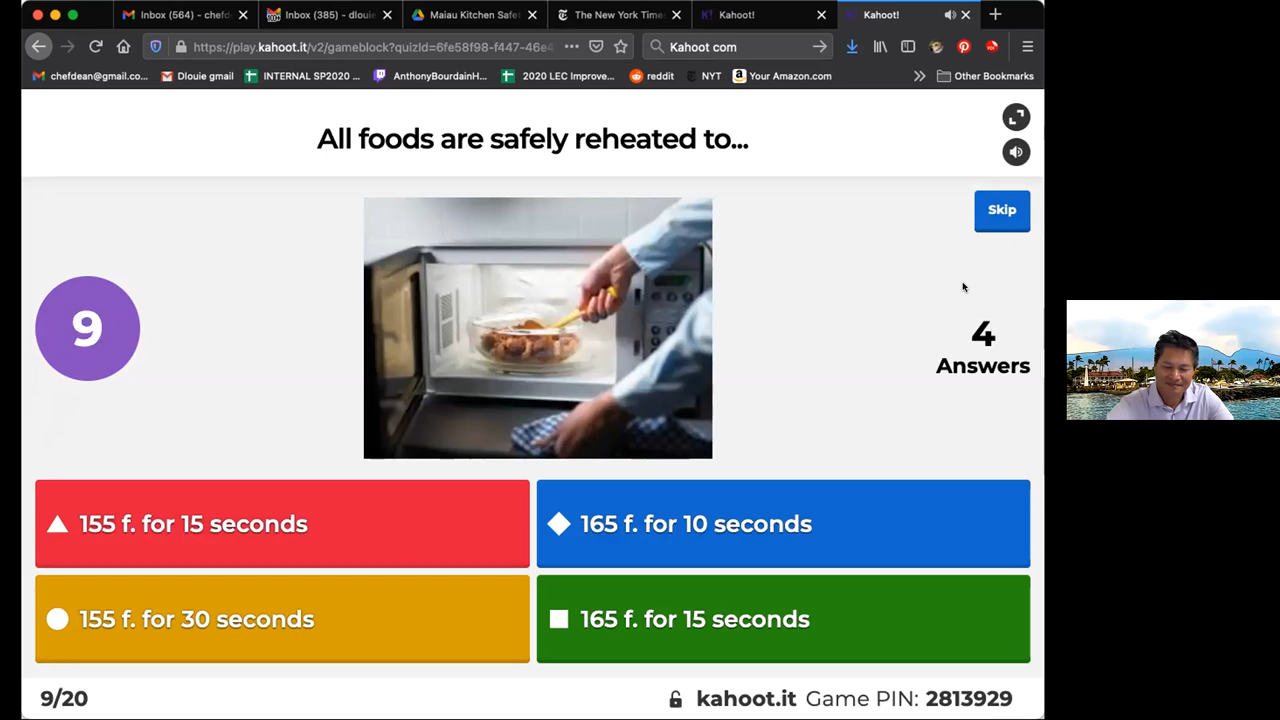 Inbox (564) - chefd
Inbox (385) - dlouie
Maiau Kitchen Safe
The New York Time
Kahoot!
Kahoot!
https://play.kahoot.it/v2/gameblock?quizId=6fe58f98-f447-46e4
Kahoot com
chefdean@gmail.co...
Dlouie gmail
INTERNAL SP2020 ...
AnthonyBourdainH...
2020 LEC Improve...
reddit
NYT
Your Amazon.com
Other Bookmarks
All foods are safely reheated to...
Skip
9
4
Answers
155 f. for 15 seconds
165 f. for 10 seconds
155 f. for 30 seconds
165 f. for 15 seconds
9/20
kahoot.it Game PIN: 2813929